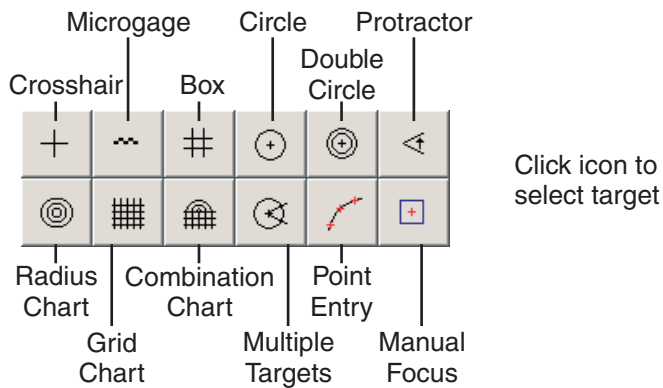 Microgage
Circle
Protractor
Crosshair
Box
Double
Circle
Click icon to
select target
Radius
Chart
Combination
Chart
Point
Entry
Grid
Chart
Multiple
Targets
Manual
Focus